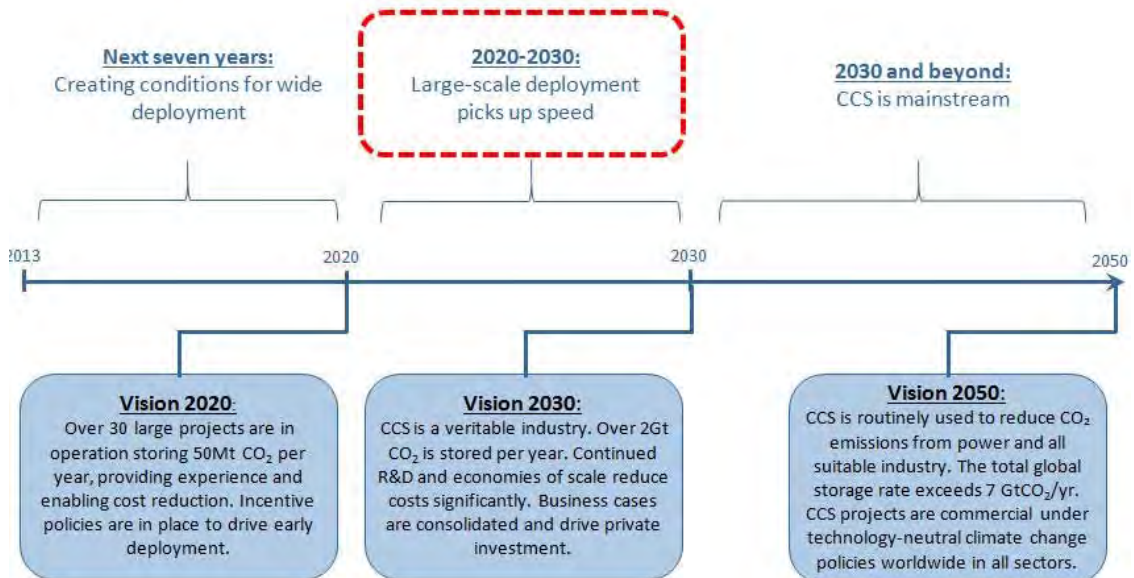 Next seven years:
Creating conditions for wide
deployment
2020-2030:
Large-scale deployment
picks up speed
2030 and beyond:
CCS is mainstream
2013
2020
2030
2050
Vision 2020:
Over 30 large projects are in
operation storing 50Mt CO₂ per
year, providing experience and
enabling cost reduction. Incentive
policies are in place to drive early
deployment.
Vision 2030:
CCS is a veritable industry. Over 2Gt
CO₂ is stored per year. Continued
R&D and economies of scale reduce
costs significantly. Business cases
are consolidated and drive private
investment.
Vision 2050:
CCS is routinely used to reduce CO₂
emissions from power and all
suitable industry. The total global
storage rate exceeds 7 GtCO₂/yr.
CCS projects are commercial under
technology-neutral climate change
policies worldwide in all sectors.